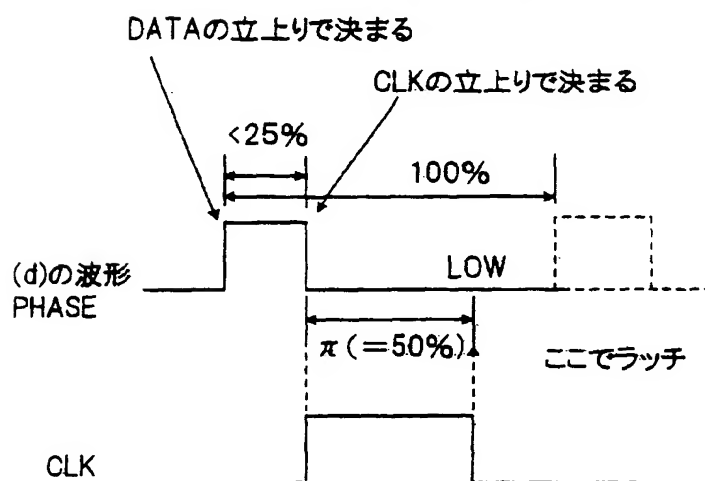 DATAの立上りで決まる
CLKの立上りで決まる
<25%
100%
(d)の波形
PHASE
LOW
π(=50%)
ここでラッチ
CLK